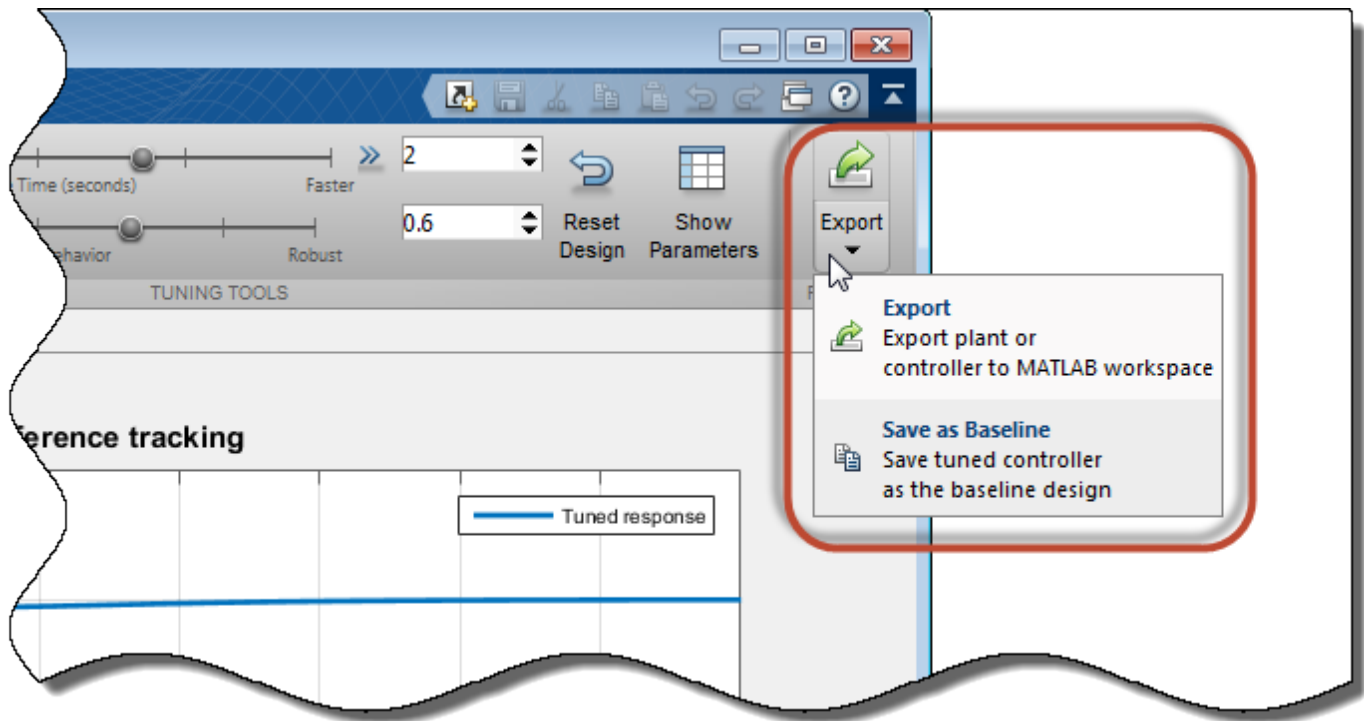 2
Time (seconds)
Faster
0.6
Reset
Design
Show
Parameters
Export
Behavior
Robust
TUNING TOOLS
Export
Export plant or
controller to MATLAB workspace
Save as Baseline
Save tuned controller
as the baseline design
erence tracking
Tuned response